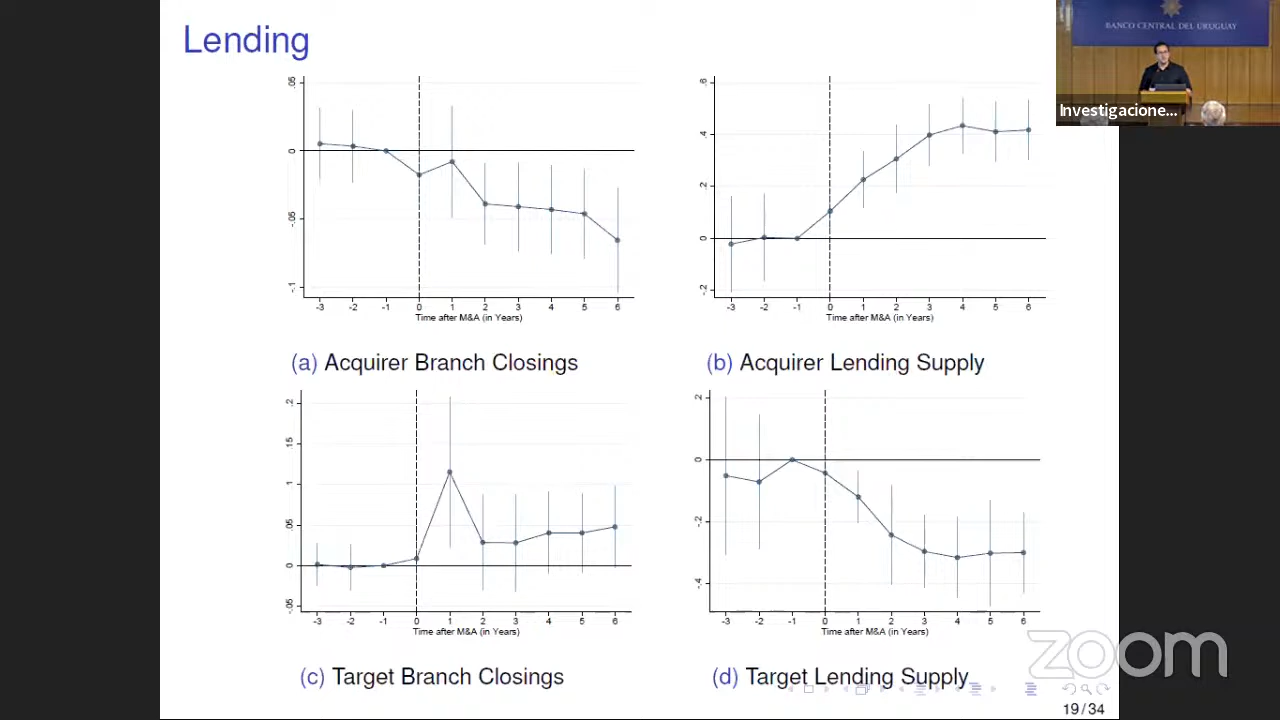 Lending
BANCO CENTRAL DEL URUGUAY
Investigacione...
.05
0
-.05
-.1
-3 -2 -1 0 1 2 3 4 5 6
Time after M&A (in Years)
(a) Acquirer Branch Closings
.6
.4
.2
0
-.2
-3 -2 -1 0 1 2 3 4 5 6
Time after M&A (in Years)
(b) Acquirer Lending Supply
.2
.15
.1
.05
0
-.05
-3 -2 -1 0 1 2 3 4 5 6
Time after M&A (in Years)
(c) Target Branch Closings
.2
0
-.2
-.4
-3 -2 -1 0 1 2 3 4 5 6
Time after M&A (in Years)
(d) Target Lending Supply
zoom
19/34